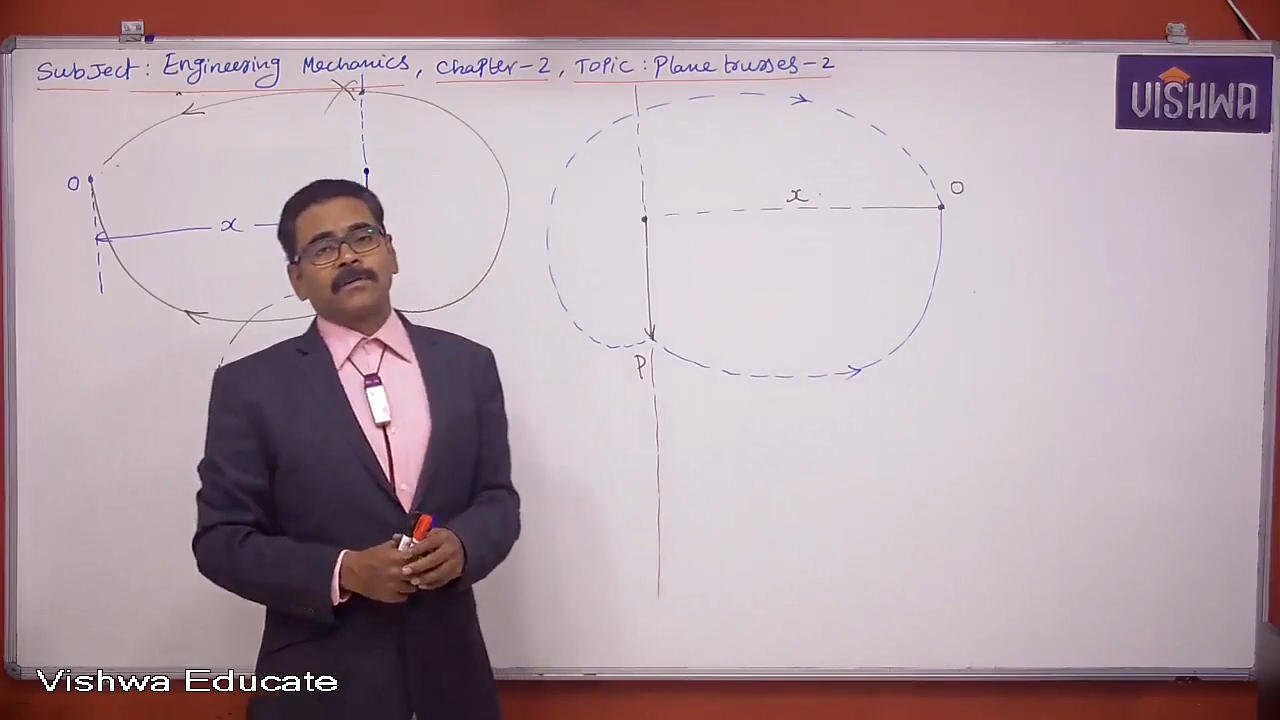 Subject: Engineering Mechanics, Chapter-2, Topic: Plane trusses-2
VISHWA
O
x
x
O
P
Vishwa Educate